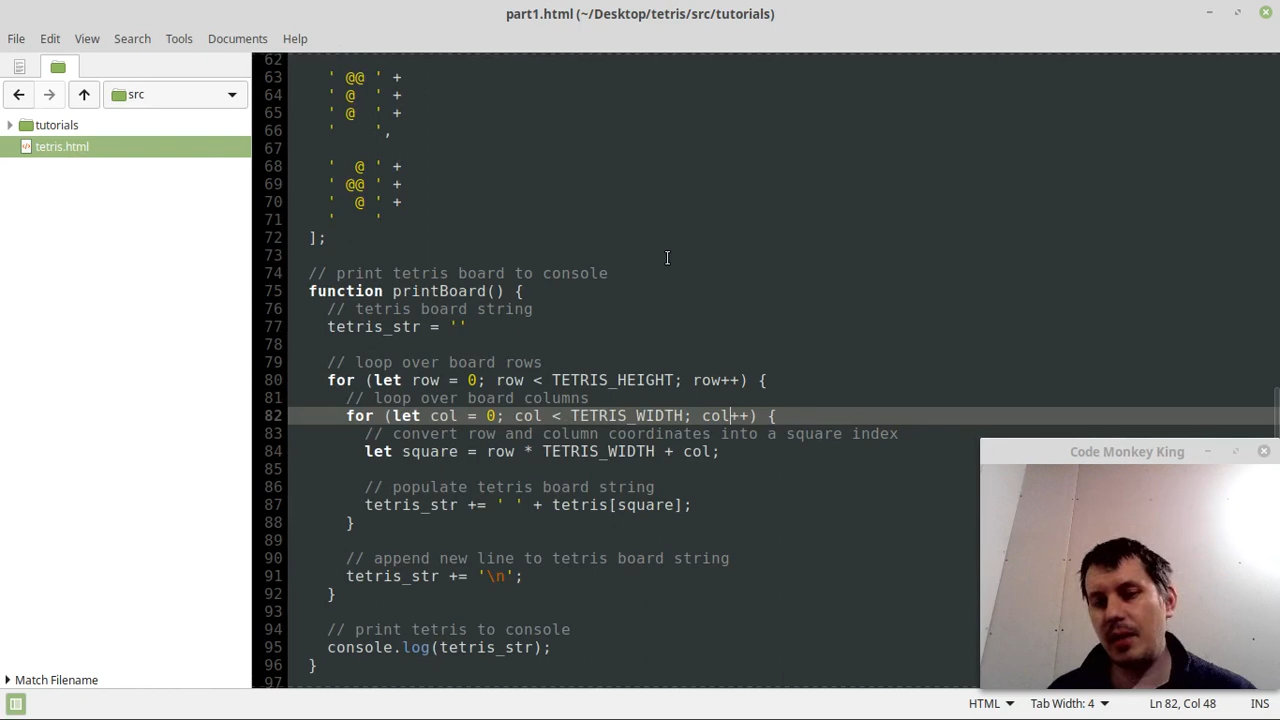 part1.html (~/Desktop/tetris/src/tutorials)
File Edit View Search Tools Documents Help
src
tutorials
tetris.html
Match Filename
62
63 ' @@ ' +
64 ' @  ' +
65 ' @  ' +
66 '    ',
67
68 '  @ ' +
69 ' @@ ' +
70 '  @ ' +
71 '    '
72 ];
73
74 // print tetris board to console
75 function printBoard() {
76 // tetris board string
77 tetris_str = ''
78
79 // loop over board rows
80 for (let row = 0; row < TETRIS_HEIGHT; row++) {
81 // loop over board columns
82 for (let col = 0; col < TETRIS_WIDTH; col++) {
83 // convert row and column coordinates into a square index
84 let square = row * TETRIS_WIDTH + col;
85
86 // populate tetris board string
87 tetris_str += ' ' + tetris[square];
88 }
89
90 // append new line to tetris board string
91 tetris_str += '\n';
92 }
93
94 // print tetris to console
95 console.log(tetris_str);
96 }
97
Code Monkey King
HTML Tab Width: 4 Ln 82, Col 48 INS